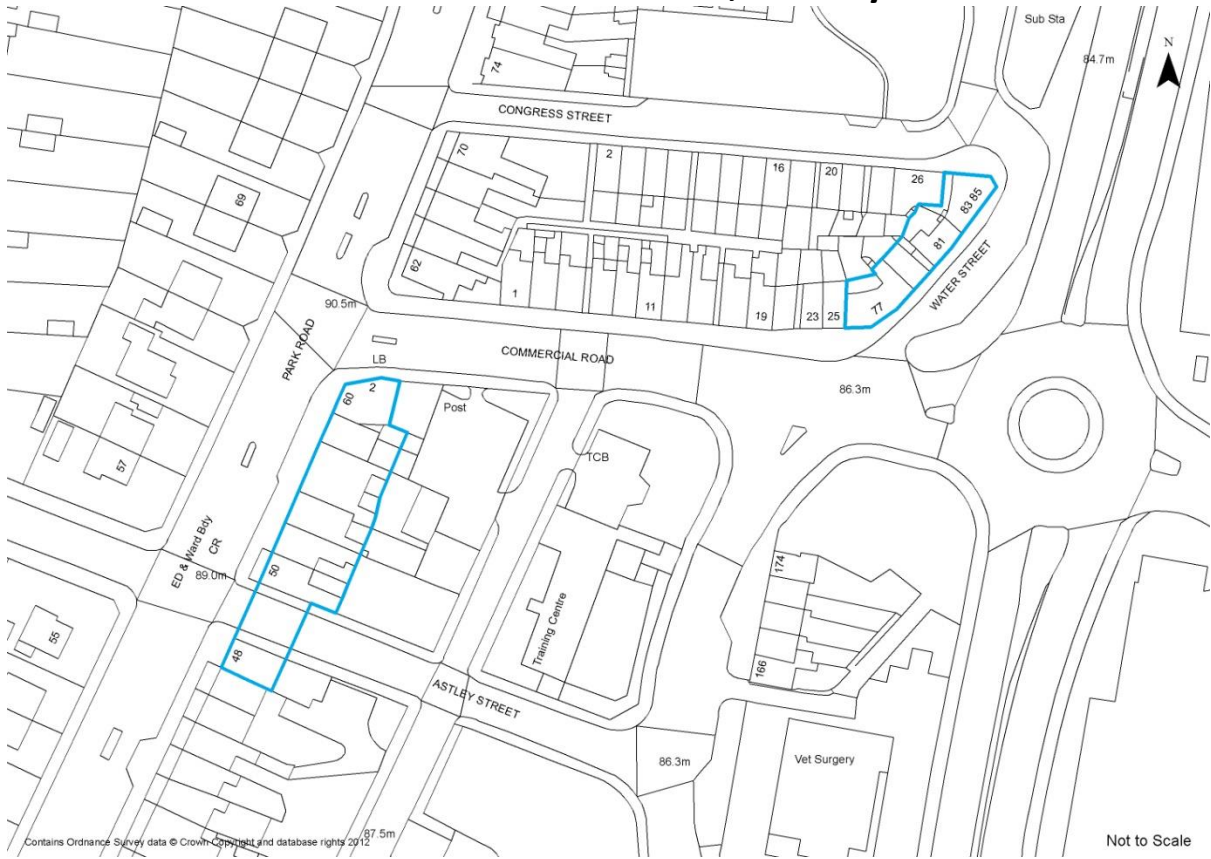 Sub Sta
N
84.7m
74
CONGRESS STREET
70
2
16
20
26
83 85
69
81
WATER STREET
62
77
1
11
19
23
25
90.5m
PARK ROAD
COMMERCIAL ROAD
LB
86.3m
2
60
Post
TCB
57
ED & Ward Bdy
CR
50
89.0m
174
Training Centre
55
48
166
ASTLEY STREET
86.3m
Vet Surgery
87.5m
Contains Ordnance Survey data © Crown Copyright and database rights 2012
Not to Scale